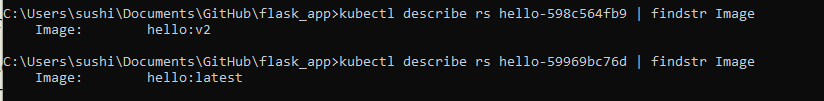 C:\Users\sushi\Documents\GitHub\flask_app>kubectl describe rs hello-598c564fb9 | findstr Image
    Image:        hello:v2
C:\Users\sushi\Documents\GitHub\flask_app>kubectl describe rs hello-59969bc76d | findstr Image
    Image:        hello:latest